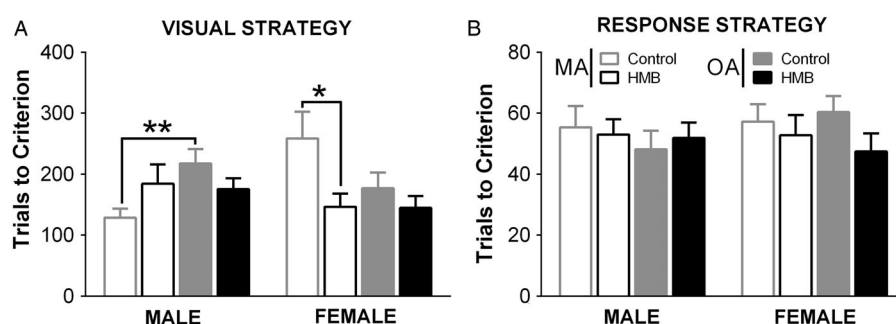 A VISUAL STRATEGY
Trials to Criterion
400
300
200
100
0
**
*
MALE FEMALE
B RESPONSE STRATEGY
Trials to Criterion
80
60
40
20
0
MA Control
HMB
OA Control
HMB
MALE FEMALE